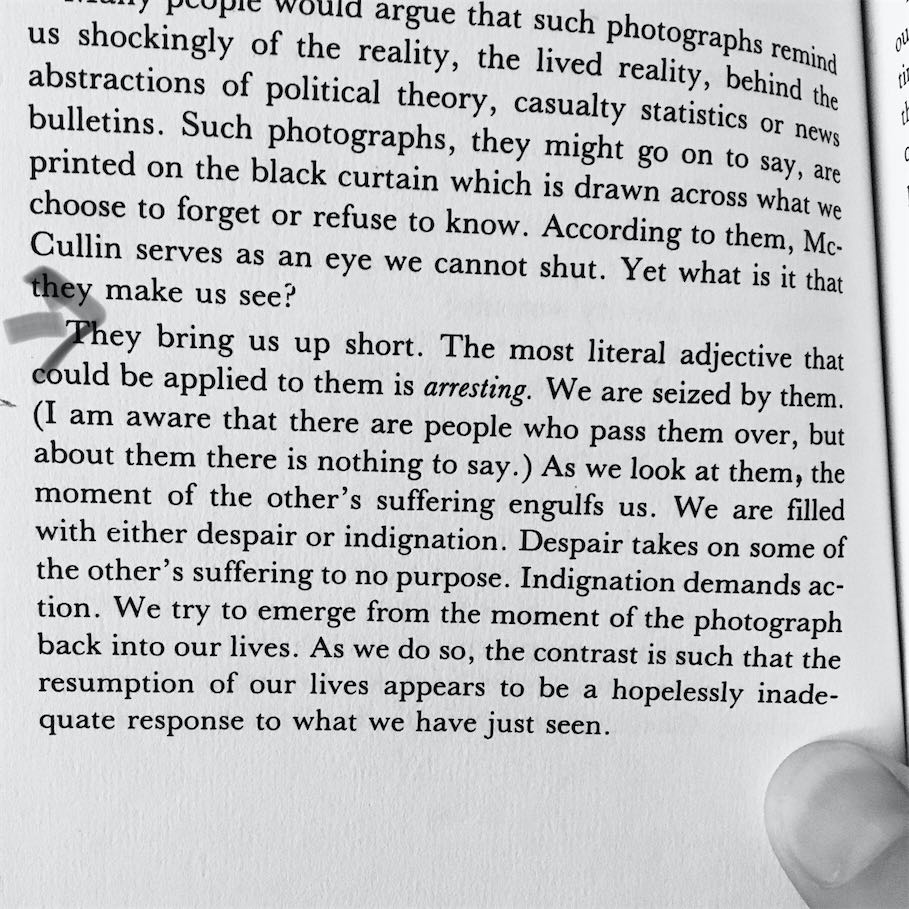 Many people would argue that such photographs remind
us shockingly of the reality, the lived reality, behind the
abstractions of political theory, casualty statistics or news
bulletins. Such photographs, they might go on to say, are
printed on the black curtain which is drawn across what we
choose to forget or refuse to know. According to them, Mc-
Cullin serves as an eye we cannot shut. Yet what is it that
they make us see?
They bring us up short. The most literal adjective that
could be applied to them is arresting. We are seized by them.
(I am aware that there are people who pass them over, but
about them there is nothing to say.) As we look at them, the
moment of the other's suffering engulfs us. We are filled
with either despair or indignation. Despair takes on some of
the other's suffering to no purpose. Indignation demands ac-
tion. We try to emerge from the moment of the photograph
back into our lives. As we do so, the contrast is such that the
resumption of our lives appears to be a hopelessly inade-
quate response to what we have just seen.